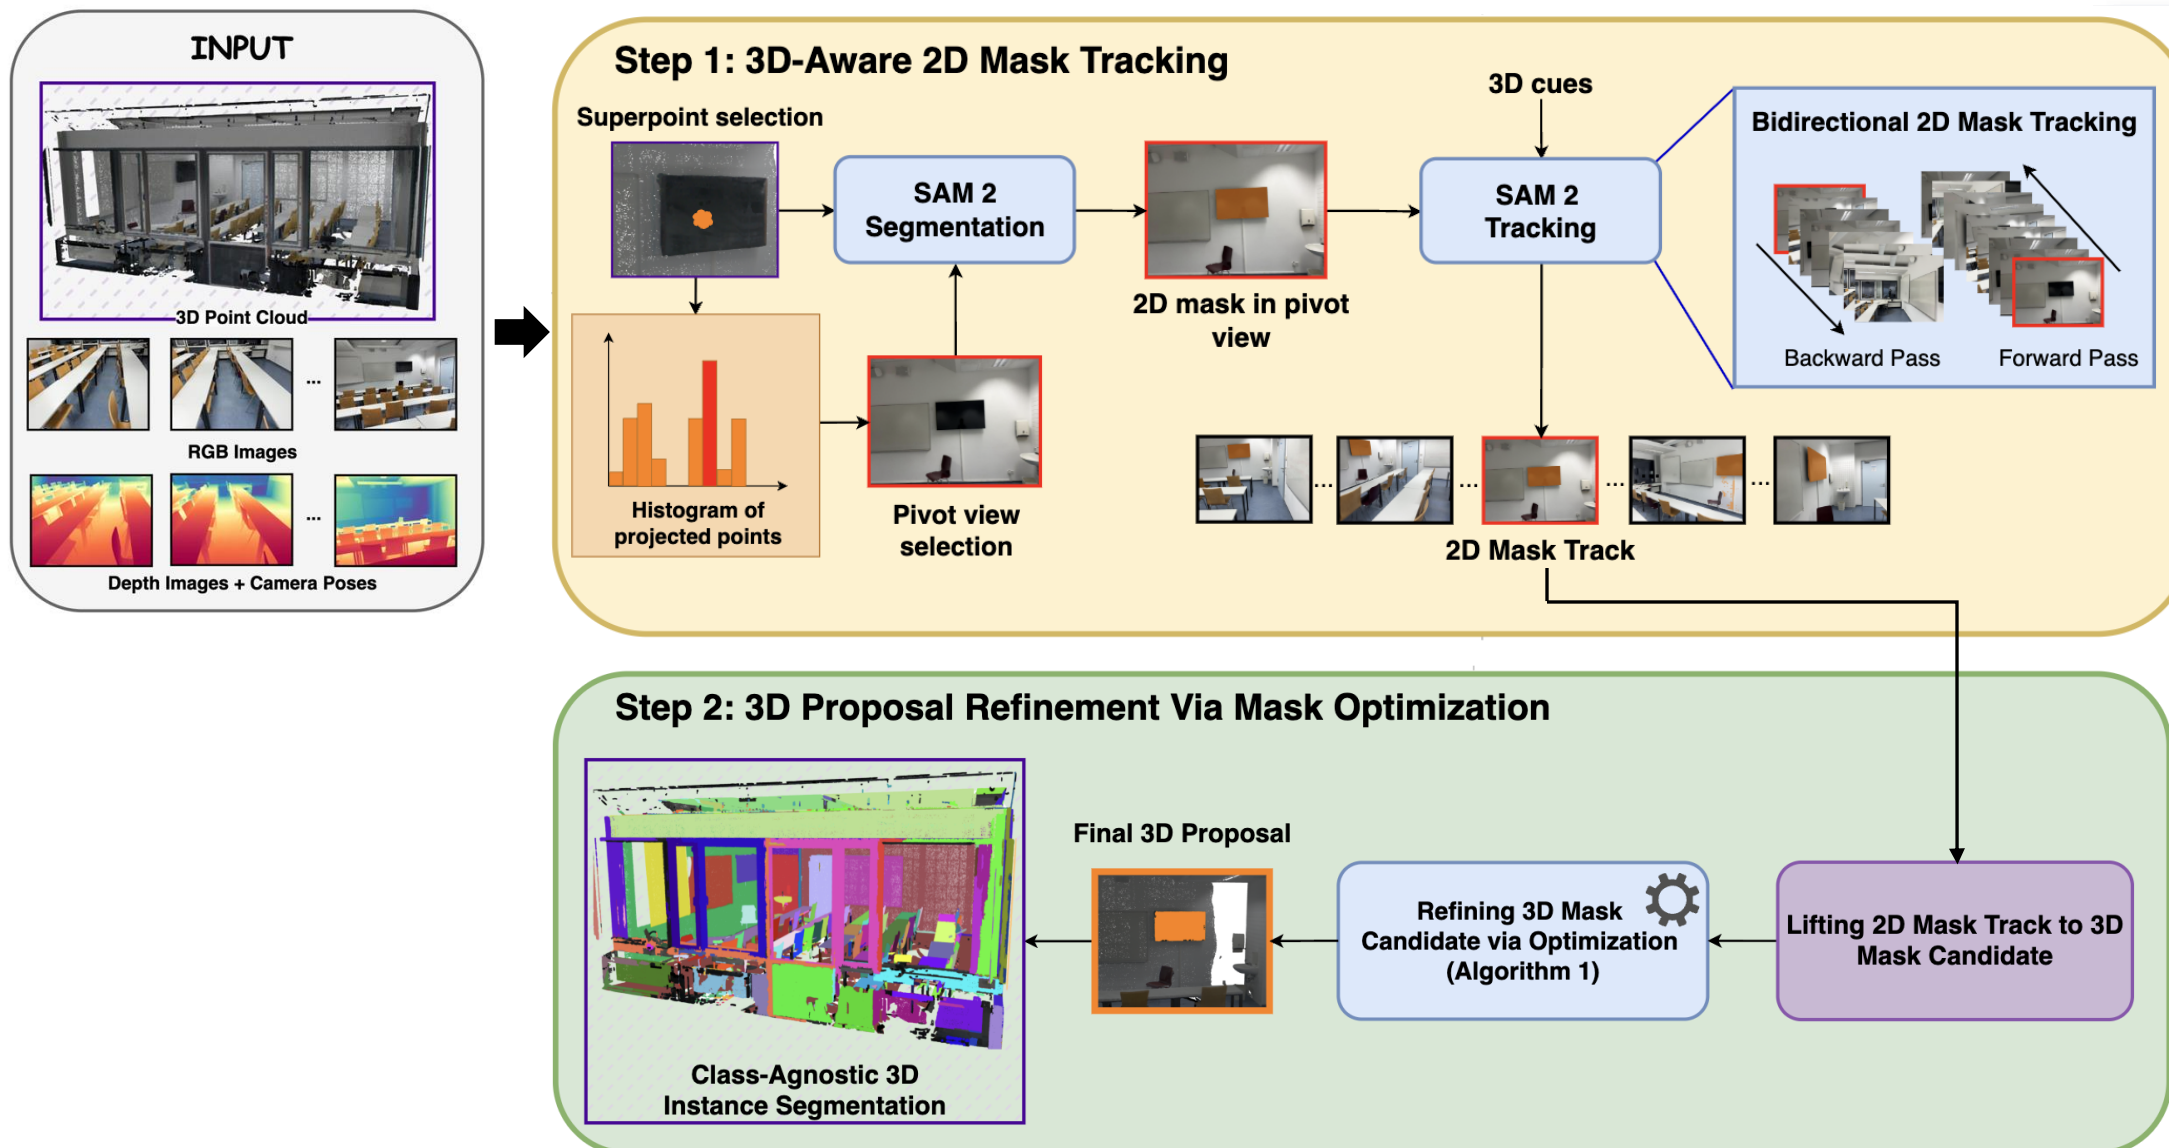 INPUT
3D Point Cloud
...
RGB Images
...
Depth Images + Camera Poses
Step 1: 3D-Aware 2D Mask Tracking
Superpoint selection
Histogram of
projected points
Pivot view
selection
SAM 2
Segmentation
2D mask in pivot
view
3D cues
SAM 2
Tracking
Bidirectional 2D Mask Tracking
Backward Pass
Forward Pass
... ... ... ...
2D Mask Track
Step 2: 3D Proposal Refinement Via Mask Optimization
Lifting 2D Mask Track to 3D
Mask Candidate
Refining 3D Mask
Candidate via Optimization
(Algorithm 1)
Final 3D Proposal
Class-Agnostic 3D
Instance Segmentation